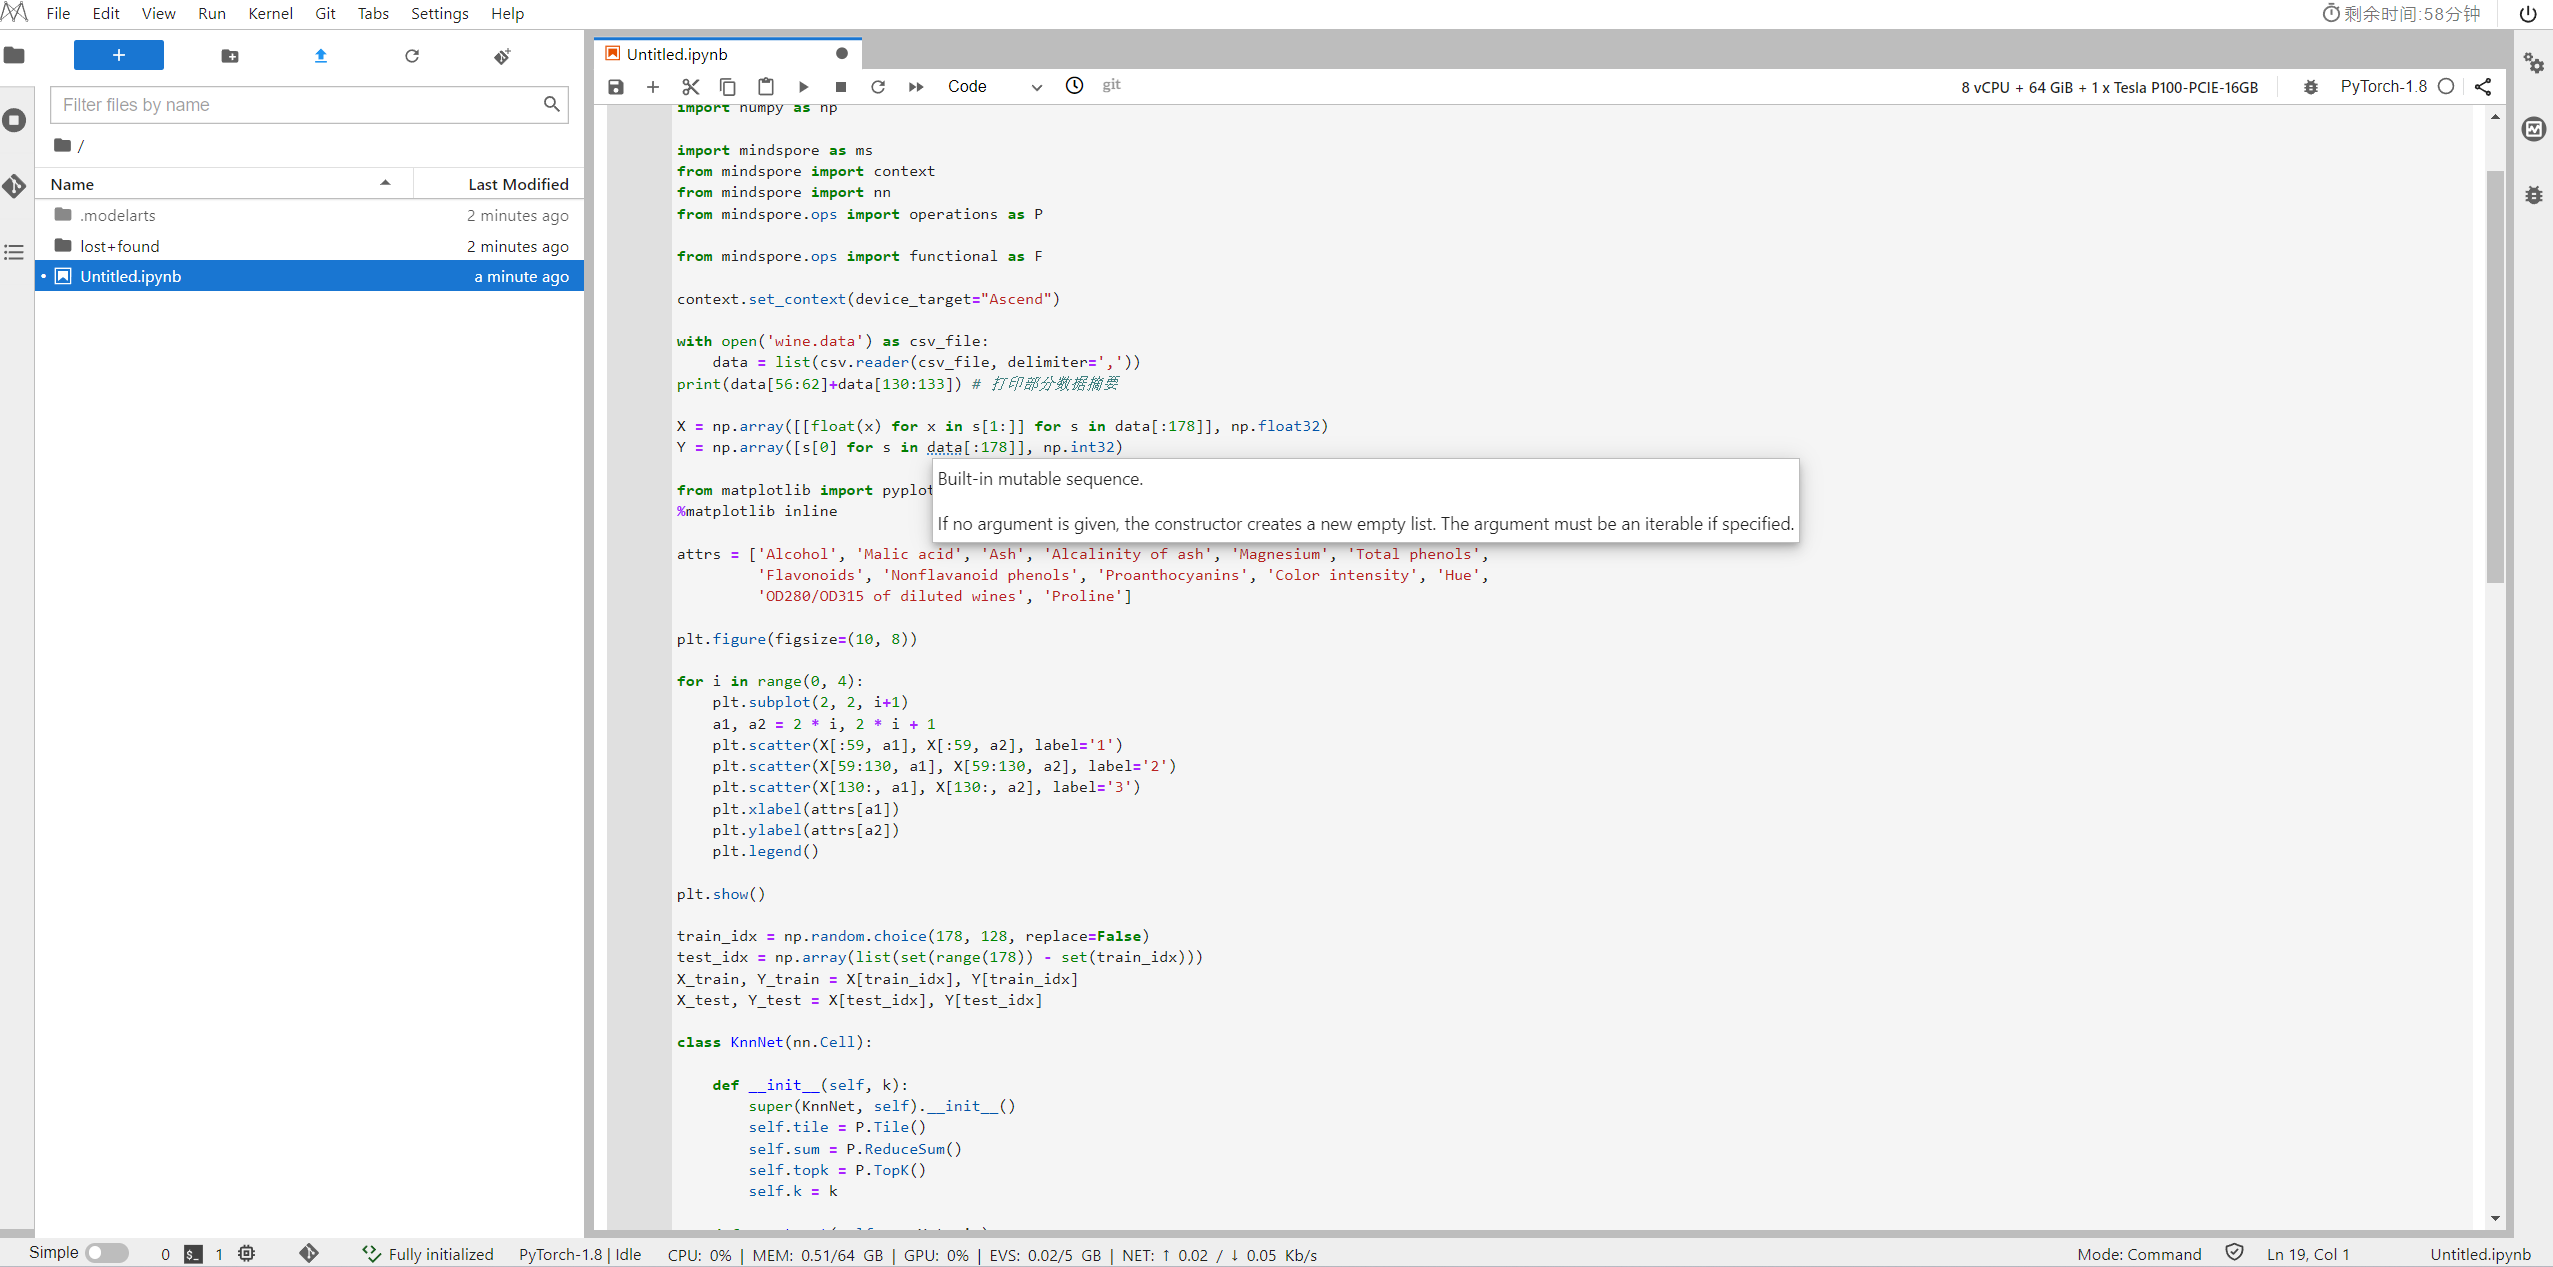 File Edit View Run Kernel Git Tabs Settings Help
剩余时间:58分钟
Filter files by name
/
Name Last Modified
.modelarts 2 minutes ago
lost+found 2 minutes ago
Untitled.ipynb a minute ago
Untitled.ipynb
Code git 8 vCPU + 64 GiB + 1 x Tesla P100-PCIE-16GB PyTorch-1.8
import numpy as np
import mindspore as ms
from mindspore import context
from mindspore import nn
from mindspore.ops import operations as P
from mindspore.ops import functional as F
context.set_context(device_target="Ascend")
with open('wine.data') as csv_file:
    data = list(csv.reader(csv_file, delimiter=','))
print(data[56:62]+data[130:133]) # 打印部分数据摘要
X = np.array([[float(x) for x in s[1:]] for s in data[:178]], np.float32)
Y = np.array([s[0] for s in data[:178]], np.int32)
Built-in mutable sequence.
from matplotlib import pyplot
%matplotlib inline
If no argument is given, the constructor creates a new empty list. The argument must be an iterable if specified.
attrs = ['Alcohol', 'Malic acid', 'Ash', 'Alcalinity of ash', 'Magnesium', 'Total phenols',
         'Flavonoids', 'Nonflavanoid phenols', 'Proanthocyanins', 'Color intensity', 'Hue',
         'OD280/OD315 of diluted wines', 'Proline']
plt.figure(figsize=(10, 8))
for i in range(0, 4):
    plt.subplot(2, 2, i+1)
    a1, a2 = 2 * i, 2 * i + 1
    plt.scatter(X[:59, a1], X[:59, a2], label='1')
    plt.scatter(X[59:130, a1], X[59:130, a2], label='2')
    plt.scatter(X[130:, a1], X[130:, a2], label='3')
    plt.xlabel(attrs[a1])
    plt.ylabel(attrs[a2])
    plt.legend()
plt.show()
train_idx = np.random.choice(178, 128, replace=False)
test_idx = np.array(list(set(range(178)) - set(train_idx)))
X_train, Y_train = X[train_idx], Y[train_idx]
X_test, Y_test = X[test_idx], Y[test_idx]
class KnnNet(nn.Cell):
    def __init__(self, k):
        super(KnnNet, self).__init__()
        self.tile = P.Tile()
        self.sum = P.ReduceSum()
        self.topk = P.TopK()
        self.k = k
Simple 0 1 Fully initialized PyTorch-1.8 | Idle CPU: 0% | MEM: 0.51/64 GB | GPU: 0% | EVS: 0.02/5 GB | NET: ↑ 0.02 / ↓ 0.05 Kb/s Mode: Command Ln 19, Col 1 Untitled.ipynb